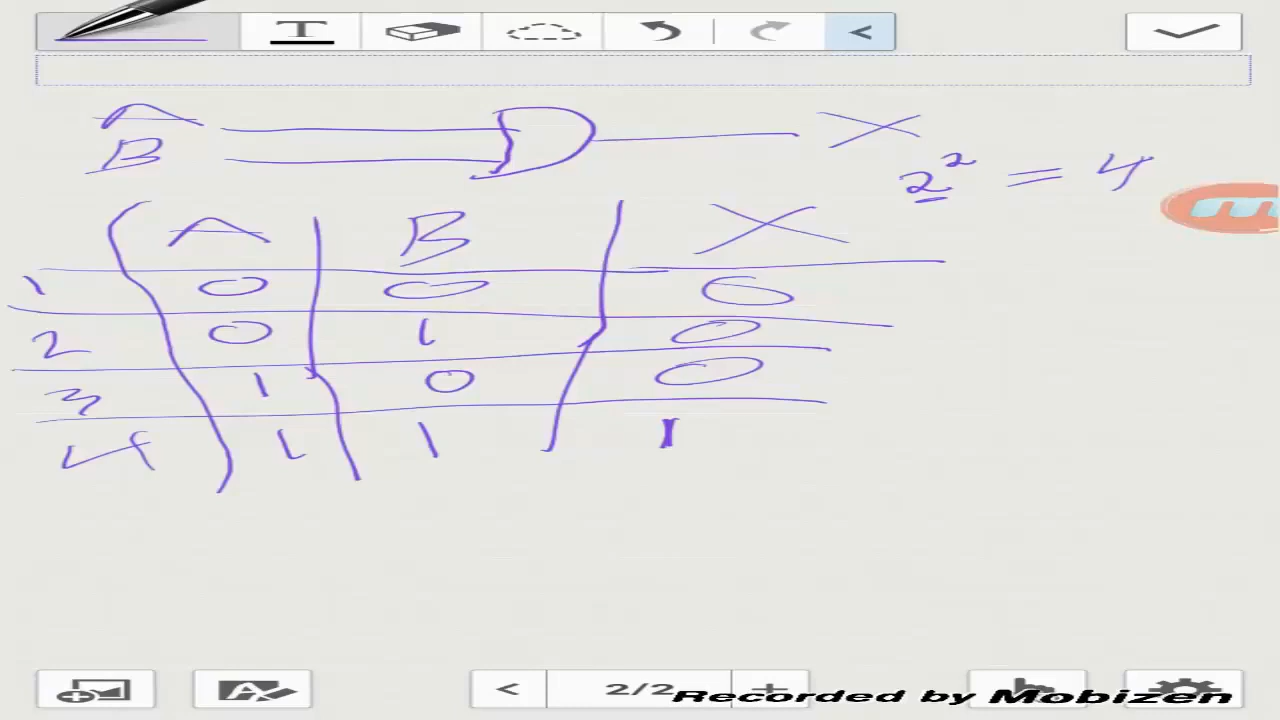 T
<
A
B
X
2² = 4
A B X
1 0 0 0
2 0 1 0
3 1 0 0
4 1 1 1
A
< 2/2 +
Recorded by Mobizen